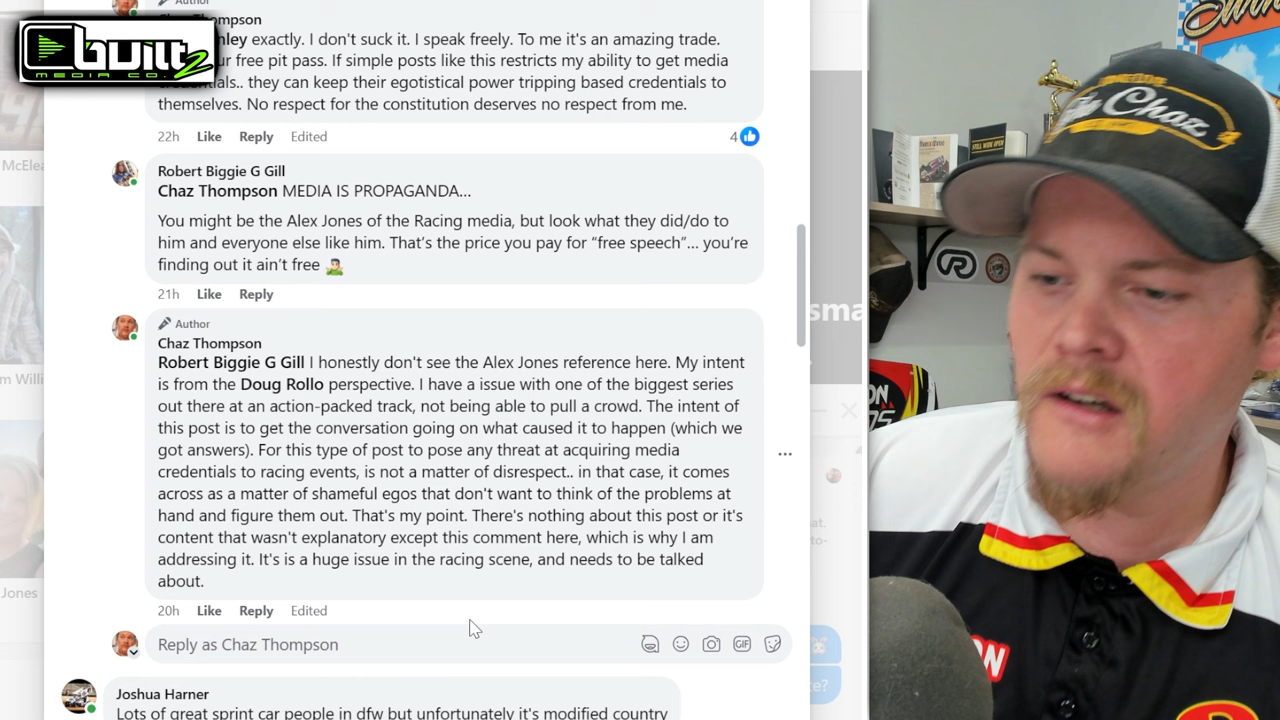 Author
Chaz Thompson
nley exactly. I don't suck it. I speak freely. To me it's an amazing trade.
ur free pit pass. If simple posts like this restricts my ability to get media
credentials.. they can keep their egotistical power tripping based credentials to
themselves. No respect for the constitution deserves no respect from me.
22h Like Reply Edited
4
Robert Biggie G Gill
Chaz Thompson MEDIA IS PROPAGANDA...
You might be the Alex Jones of the Racing media, but look what they did/do to
him and everyone else like him. That's the price you pay for “free speech”... you're
finding out it ain't free
21h Like Reply
Author
Chaz Thompson
Robert Biggie G Gill I honestly don't see the Alex Jones reference here. My intent
is from the Doug Rollo perspective. I have a issue with one of the biggest series
out there at an action-packed track, not being able to pull a crowd. The intent of
this post is to get the conversation going on what caused it to happen (which we
got answers). For this type of post to pose any threat at acquiring media
credentials to racing events, is not a matter of disrespect.. in that case, it comes
across as a matter of shameful egos that don't want to think of the problems at
hand and figure them out. That's my point. There's nothing about this post or it's
content that wasn't explanatory except this comment here, which is why I am
addressing it. It's is a huge issue in the racing scene, and needs to be talked
about.
20h Like Reply Edited
Reply as Chaz Thompson
GIF
Joshua Harner
Lots of great sprint car people in dfw but unfortunately it's modified country
built2
MEDIA CO.
McElea
m Willi
Jones
sma
at.
to-
e?
Chaz
STILL WIDE OPEN
R
ON